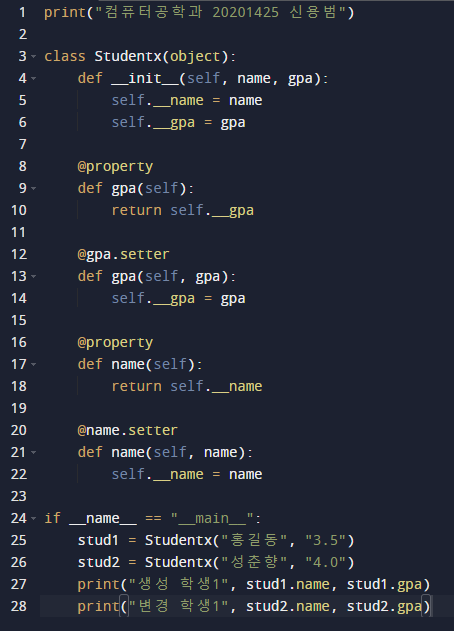 1 print("컴퓨터공학과 20201425 신용범")
2
3 class Studentx(object):
4     def __init__(self, name, gpa):
5         self.__name = name
6         self.__gpa = gpa
7
8     @property
9     def gpa(self):
10         return self.__gpa
11
12     @gpa.setter
13     def gpa(self, gpa):
14         self.__gpa = gpa
15
16     @property
17     def name(self):
18         return self.__name
19
20     @name.setter
21     def name(self, name):
22         self.__name = name
23
24 if __name__ == "__main__":
25     stud1 = Studentx("홍길동", "3.5")
26     stud2 = Studentx("성춘향", "4.0")
27     print("생성 학생1", stud1.name, stud1.gpa)
28     print("변경 학생1", stud2.name, stud2.gpa)